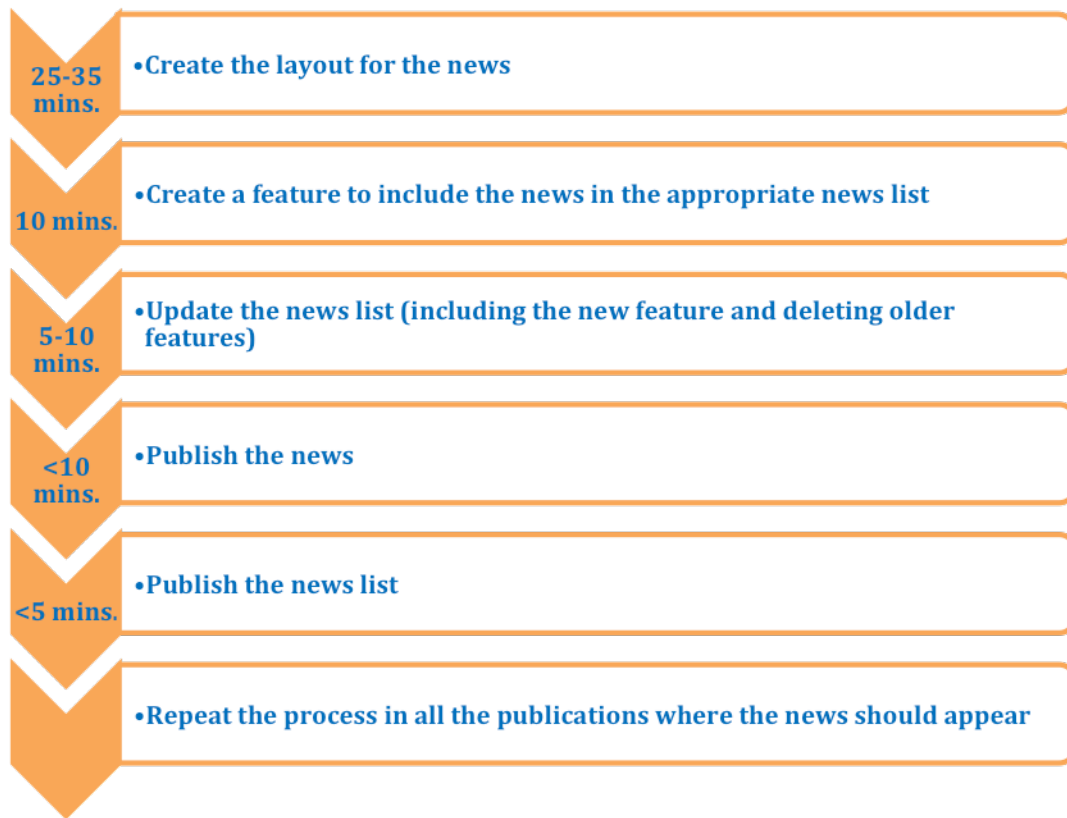 25-35
mins.
•Create the layout for the news
10 mins.
•Create a feature to include the news in the appropriate news list
5-10
mins.
•Update the news list (including the new feature and deleting older
features)
<10
mins.
•Publish the news
<5 mins.
•Publish the news list
•Repeat the process in all the publications where the news should appear